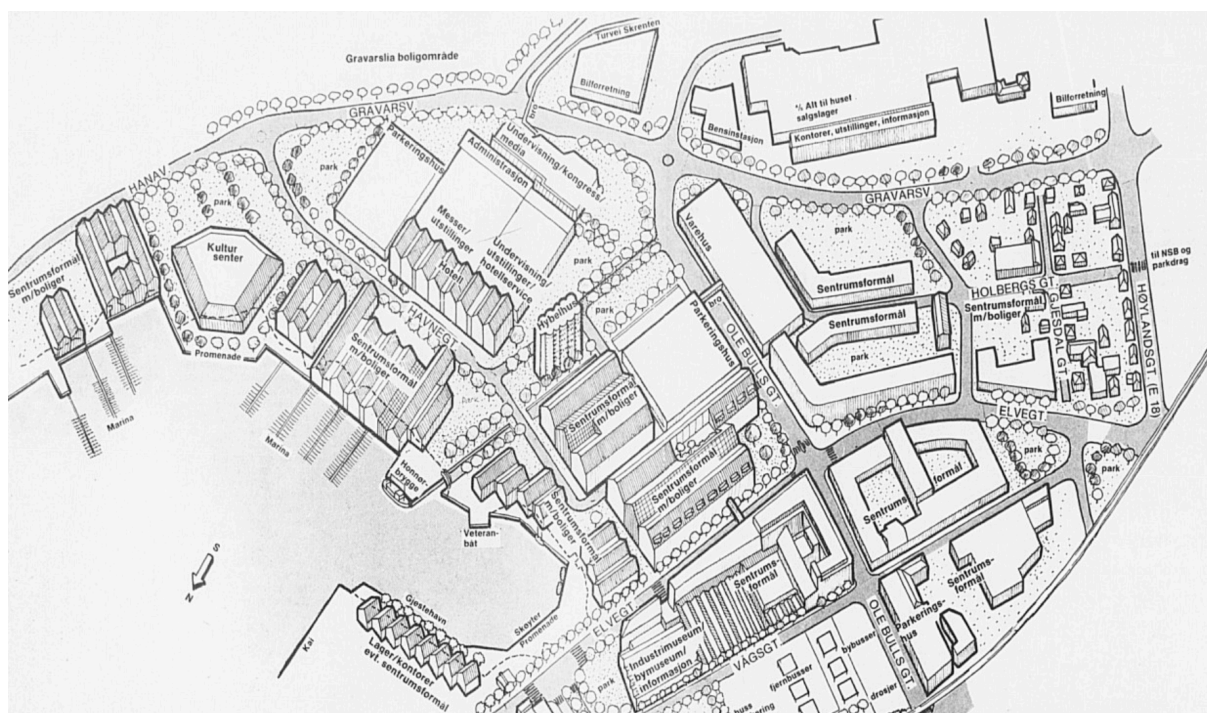 Gravarslia boligområde
Turvei Skrenten
Bilforretning
GRAVARSV
bro
Bensinstasjon
Alt til huset
salgslager
Kontorer, utstillinger, informasjon
Bilforretning
HANAV
park
park
Parkeringshus
Undervisning/kongress/
media
Administrasjon
Messer/
utstillinger
Undervisning/
utstillinger/
hotellservice
Hotell
park
Varehus
park
GRAVARSV
til NSB og
parkdrag
Sentrumsformål
m/boliger
Kultur
senter
Promenade
Marina
HAVNEGT
Hybelhus
bro
Parkeringshus
OLE BULLS GT.
Sentrumsformål
Sentrumsformål
park
HOLBERGS GT.
Sentrumsformål
m/boliger
GJESDAL GT.
HØYLANDSGT. (E 18)
Sentrumsformål
m/boliger
Marina
Sentrumsformål
m/boliger
Sentrumsformål
m/boliger
ELVEGT
park
park
Honnør-
brygge
Veteran-
båt
Sentrumsformål
m/boliger
Sentrums
formål
S
N
Gjestehavn
Kai
Lager/kontorer
evt. sentrumsformål
Skøyter
Promenade
ELVEGT
park
Industrimuseum/
bymuseum/
informasjon
Sentrums-
formål
VÅGSGT
Parkerings-
hus
Sentrums-
formål
OLE BULLS GT.
fjernbusser
bybusser
drosjer